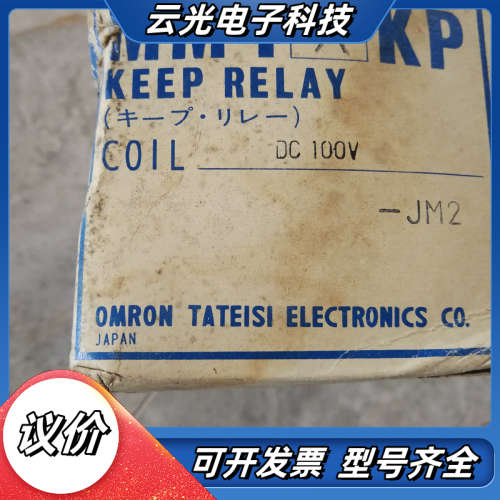 云光电子科技
MM4 X KP
KEEP RELAY
(キープ・リレー)
COIL DC 100V
-JM2
OMRON TATEISI ELECTRONICS CO.
JAPAN
议价
可开发票 型号齐全